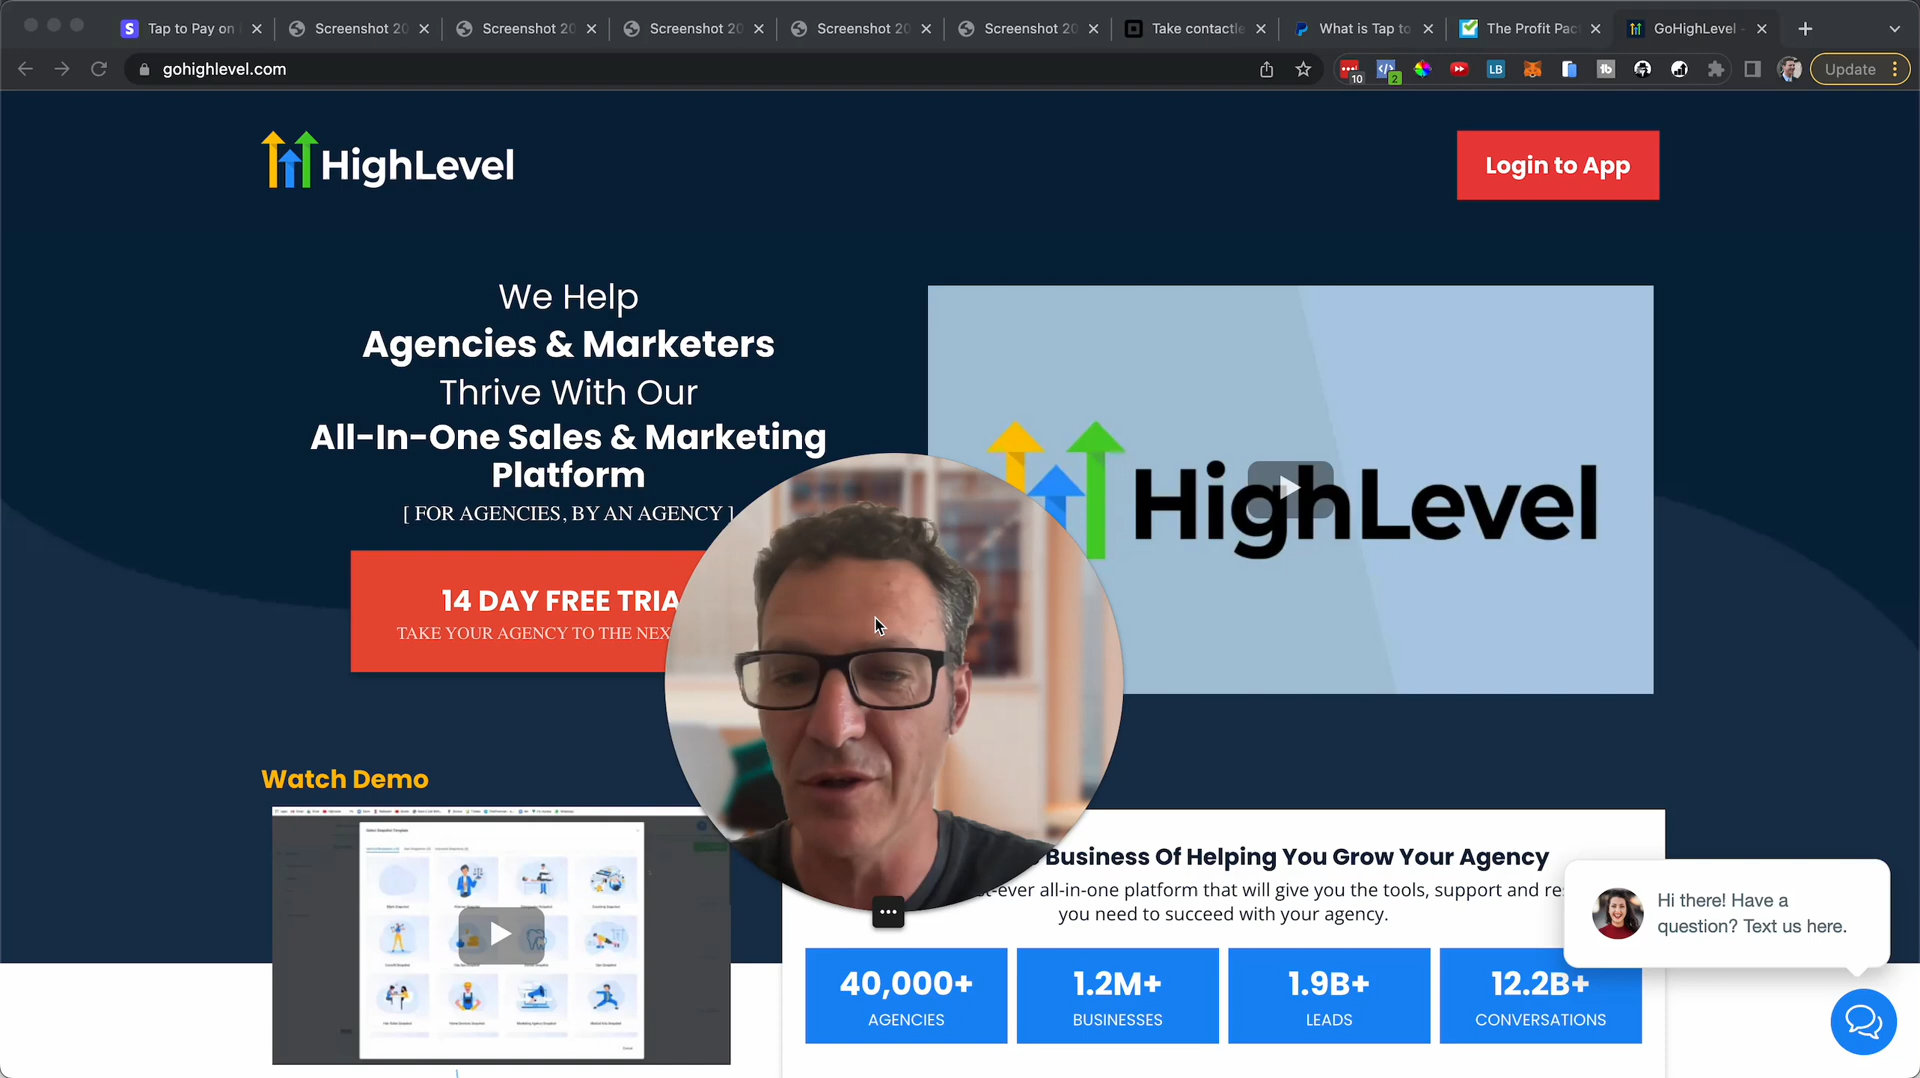 Tap to Pay on
Screenshot 20
Screenshot 20
Screenshot 20
Screenshot 20
Screenshot 20
Take contactle
What is Tap to
The Profit Pac
GoHighLevel -
gohighlevel.com
10
2
LB
Update
HighLevel
Login to App
We Help
Agencies & Marketers
Thrive With Our
All-In-One Sales & Marketing
Platform
[ FOR AGENCIES, BY AN AGENCY ]
14 DAY FREE TRIA
TAKE YOUR AGENCY TO THE NEX
HighLevel
Watch Demo
Business Of Helping You Grow Your Agency
-ever all-in-one platform that will give you the tools, support and re
you need to succeed with your agency.
40,000+
AGENCIES
1.2M+
BUSINESSES
1.9B+
LEADS
12.2B+
CONVERSATIONS
Hi there! Have a
question? Text us here.